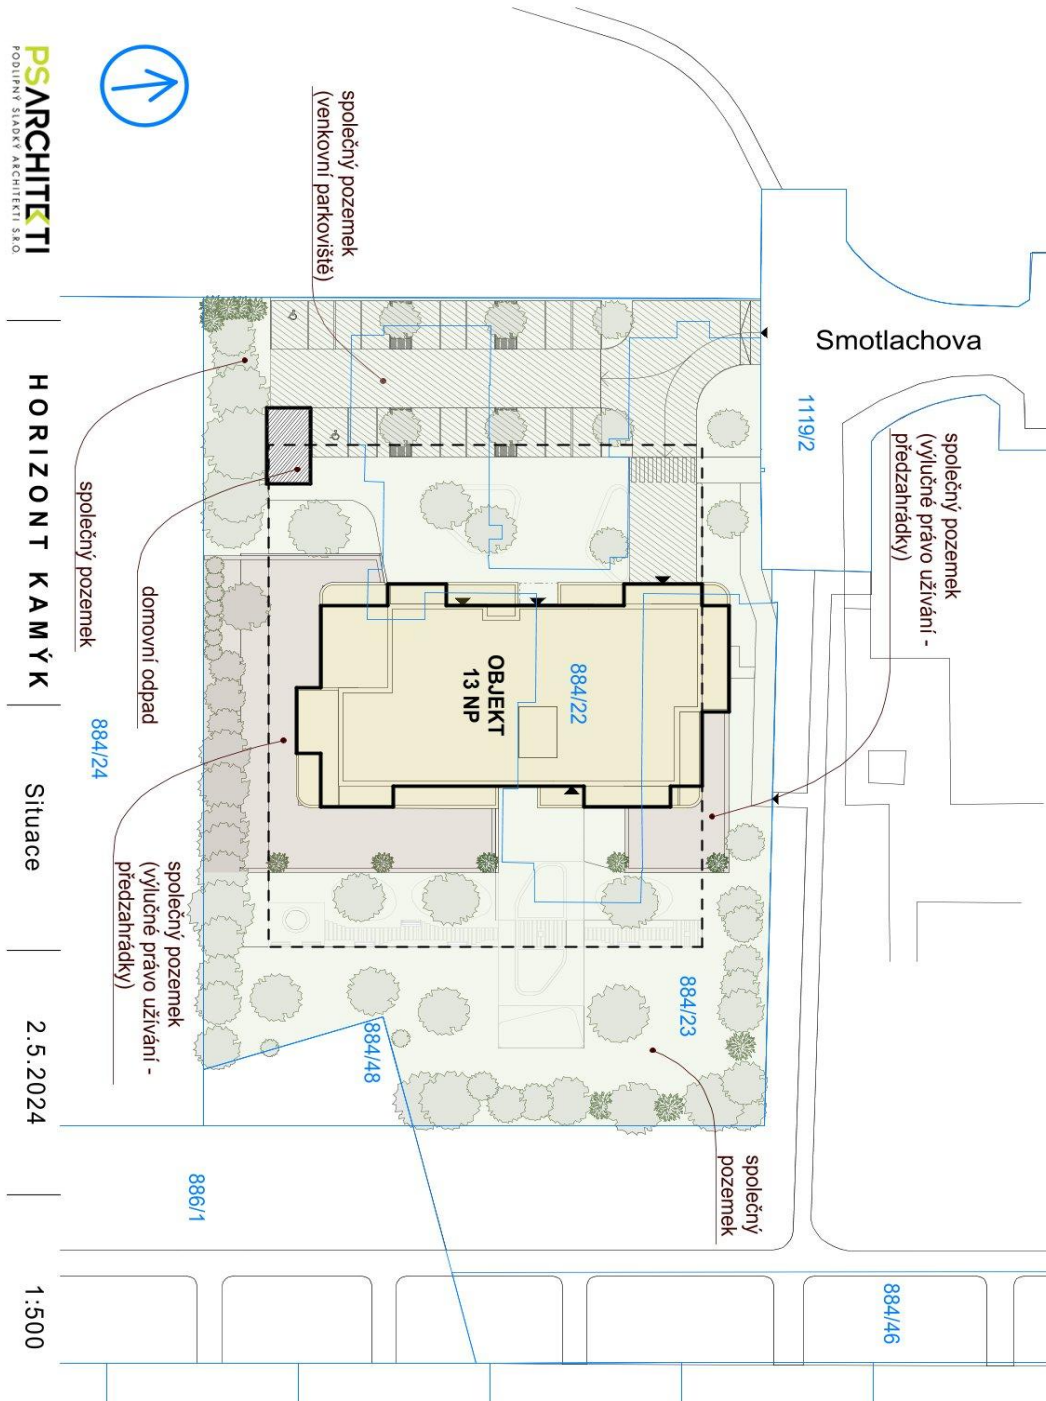 PSARCHITEKTI
PODLIPNÝ SLADKÝ ARCHITEKTI S.R.O.
HORIZONT KAMÝK
Situace
2.5.2024
1:500
společný pozemek
(venkovní parkoviště)
Smotlachova
1119/2
společný pozemek
(výlučné právo užívání -
předzahrádky)
společný pozemek
domovní odpad
884/24
OBJEKT
13 NP
884/22
společný pozemek
(výlučné právo užívání -
předzahrádky)
884/48
884/23
společný
pozemek
886/1
884/46